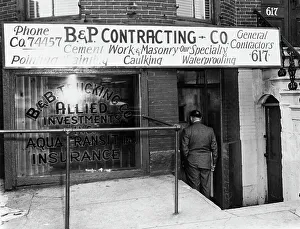 617
Phone B&P CONTRACTING CO. General
Co. 74457 Cement Work & Masonry Our Specialty Contractors
Pointing Caulking Waterproofing 617
B&B TRUCKING
ALLIED
INVESTMENTS
AQUA TRANSIT
INSURANCE